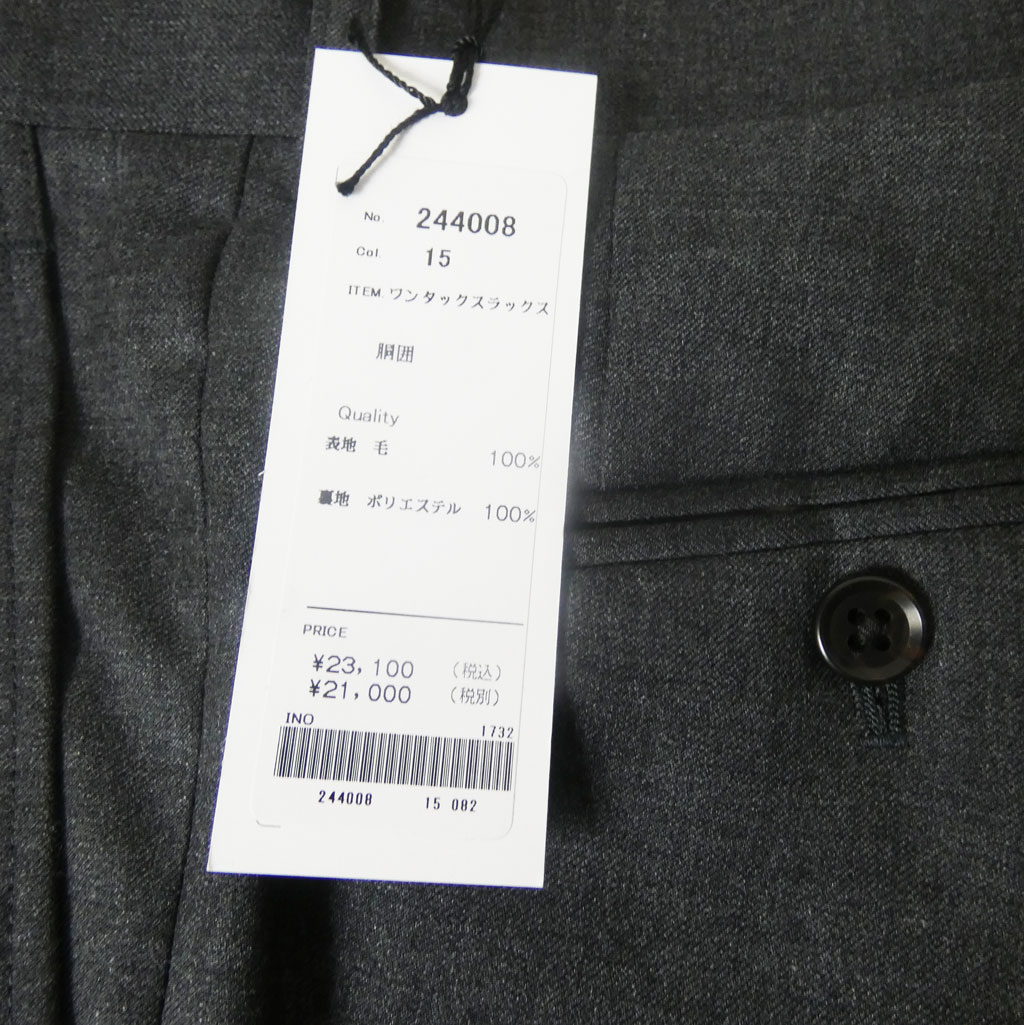 No. 244008
Col. 15
ITEM. ワンタックスラックス
胴囲
Quality
表地 毛 100%
裏地 ポリエステル 100%
PRICE
¥23,100 (税込)
¥21,000 (税別)
INO 1732
244008 15 082